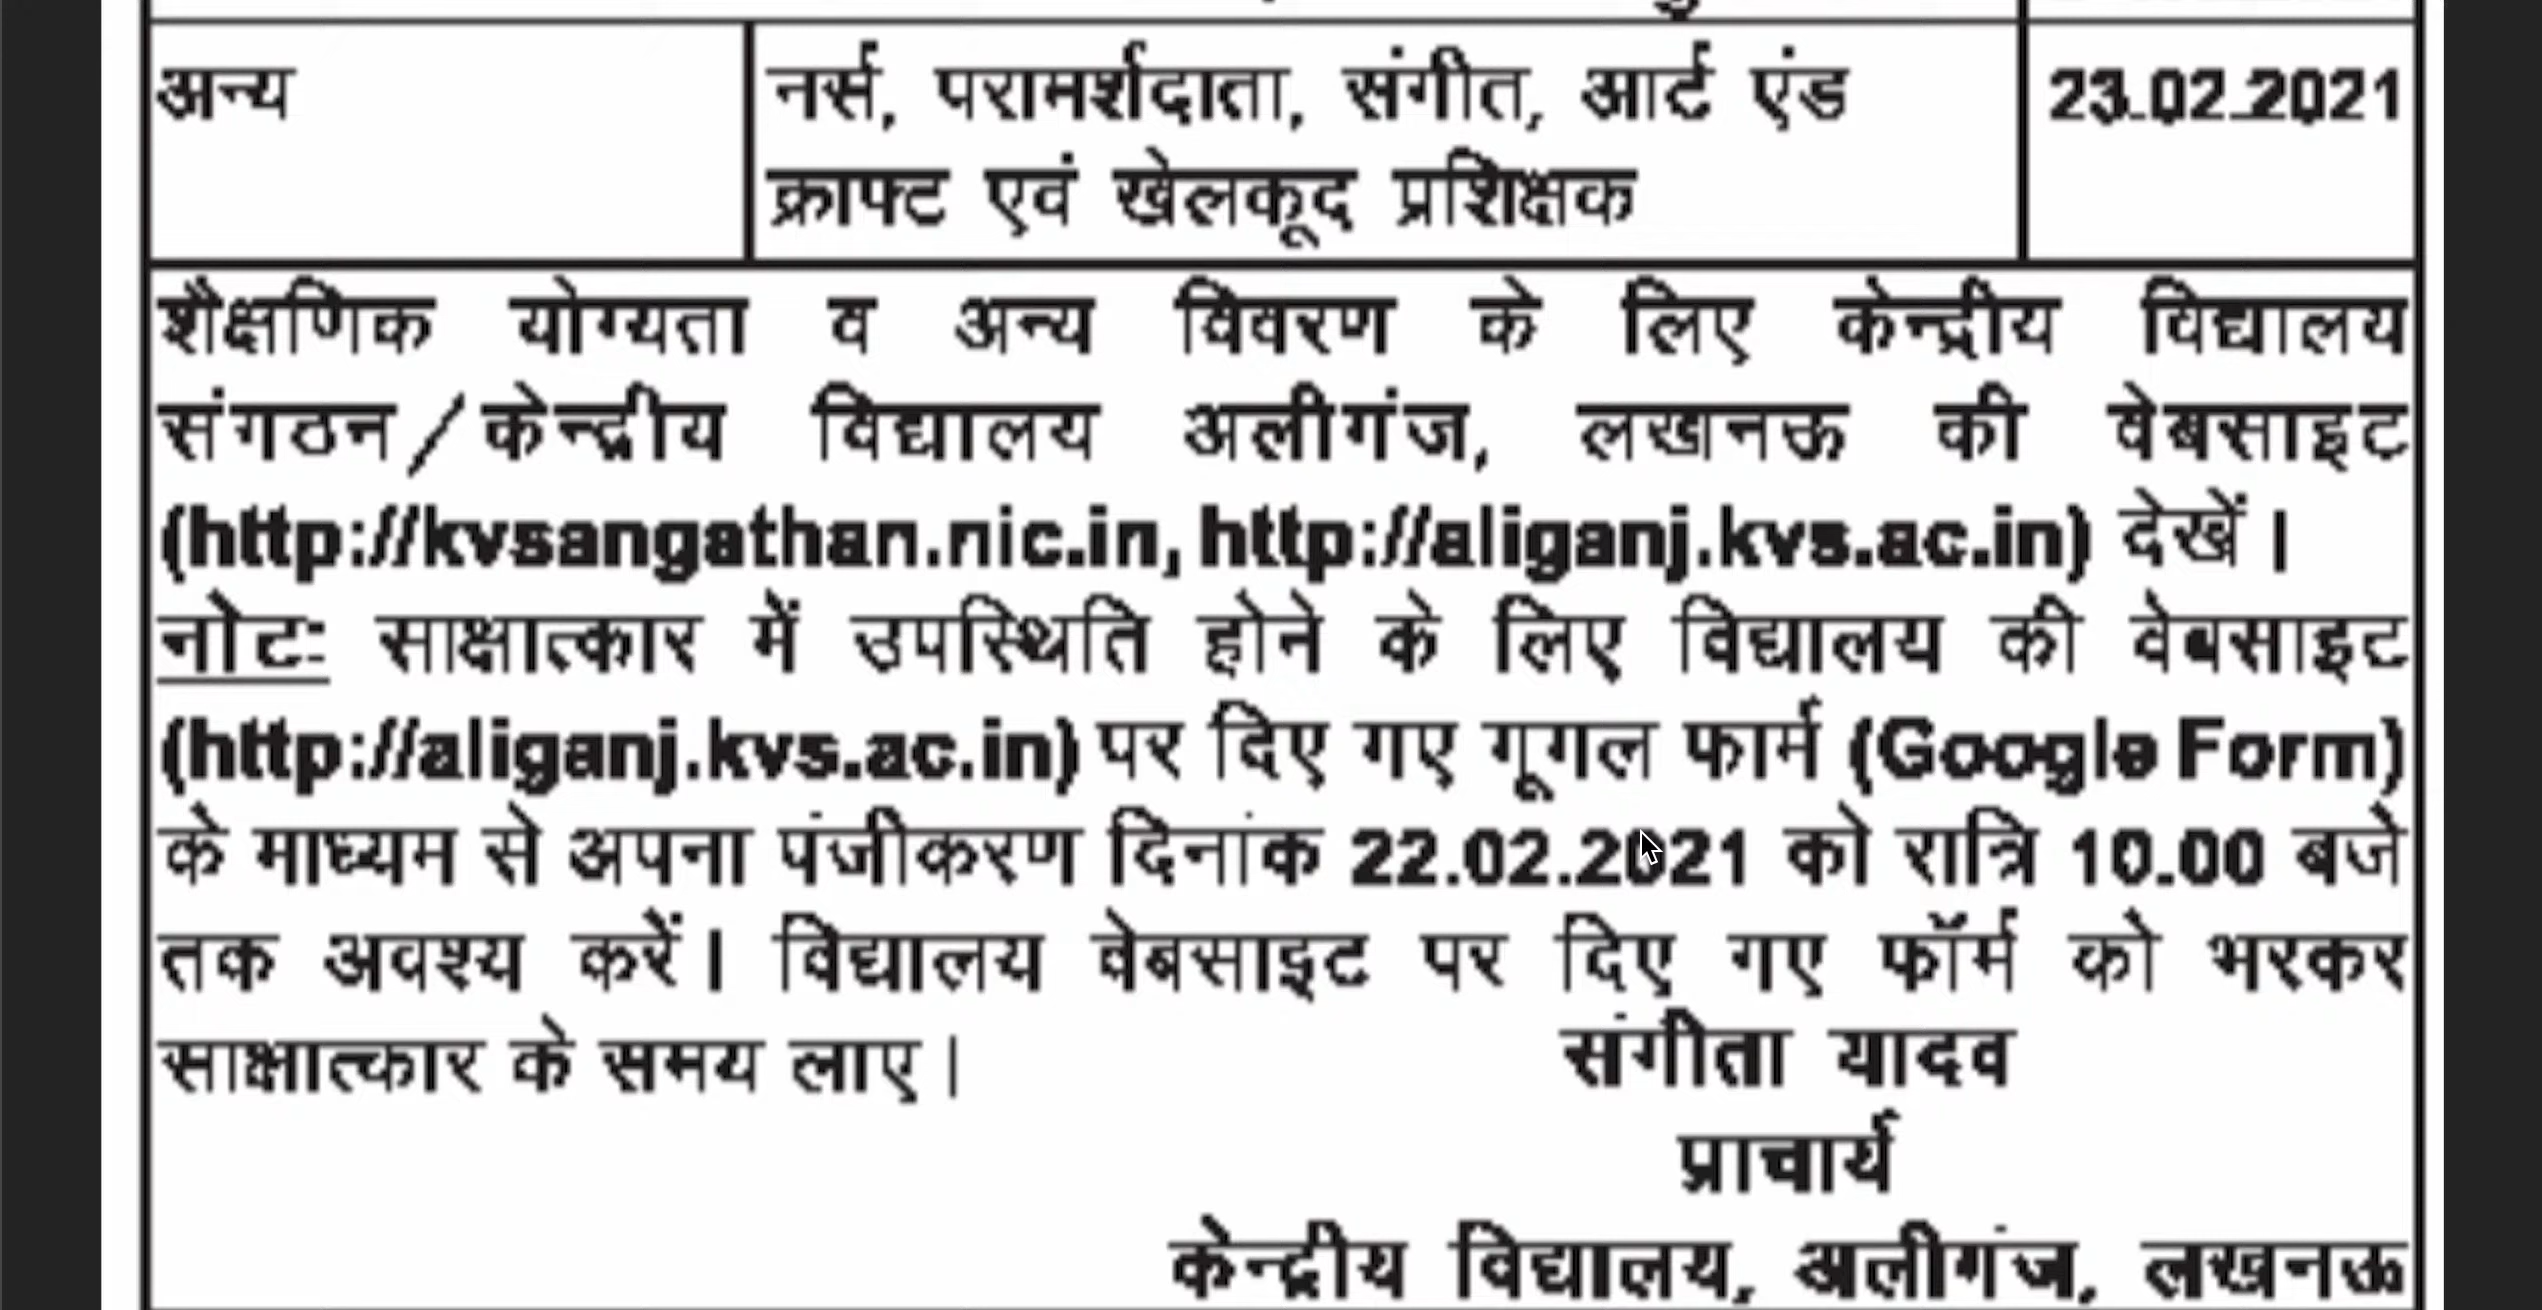 अन्य
नर्स, परामर्शदाता, संगीत, आर्ट एंड
क्राफ्ट एवं खेलकूद प्रशिक्षक
23.02.2021
शैक्षणिक योग्यता व अन्य विवरण के लिए केन्द्रीय विद्यालय
संगठन/केन्द्रीय विद्यालय अलीगंज, लखनऊ की वेबसाइट
(http://kvsangathan.nic.in, http://aliganj.kvs.ac.in) देखें।
नोटः साक्षात्कार में उपस्थिति होने के लिए विद्यालय की वेबसाइट
(http://aliganj.kvs.ac.in) पर दिए गए गूगल फार्म (Google Form)
के माध्यम से अपना पंजीकरण दिनांक 22.02.2021 को रात्रि 10.00 बजे
तक अवश्य करें। विद्यालय वेबसाइट पर दिए गए फॉर्म को भरकर
साक्षात्कार के समय लाए।
संगीता यादव
प्राचार्य
केन्द्रीय विद्यालय, अलीगंज, लखनऊ